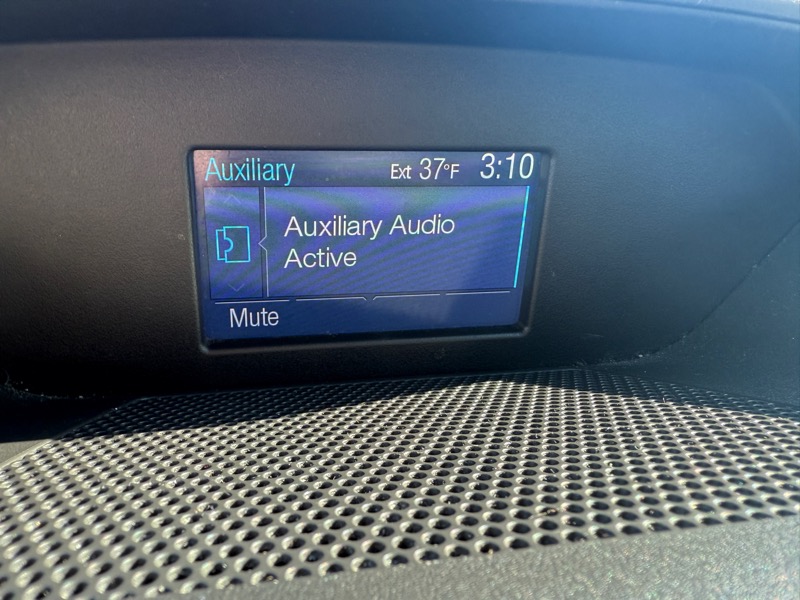 Auxiliary Ext 37°F 3:10
Auxiliary Audio
Active
Mute